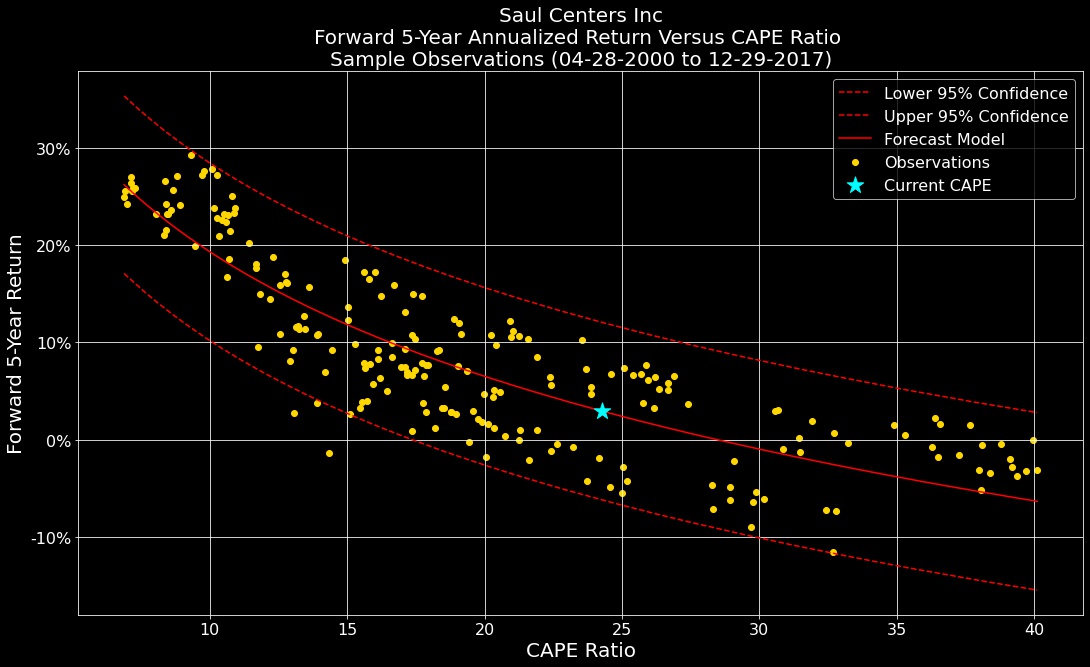 Saul Centers Inc
Forward 5-Year Annualized Return Versus CAPE Ratio
Sample Observations (04-28-2000 to 12-29-2017)
Lower 95% Confidence
Upper 95% Confidence
Forecast Model
Observations
Current CAPE
Forward 5-Year Return
30%
20%
10%
0%
-10%
10 15 20 25 30 35 40
CAPE Ratio